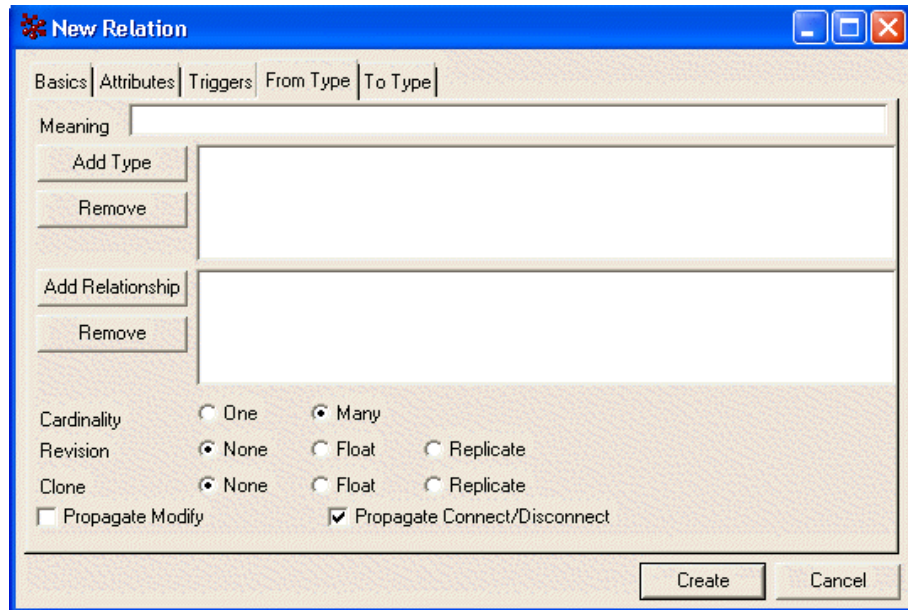 New Relation
Basics Attributes Triggers From Type To Type
Meaning
Add Type
Remove
Add Relationship
Remove
Cardinality One Many
Revision None Float Replicate
Clone None Float Replicate
Propagate Modify Propagate Connect/Disconnect
Create Cancel